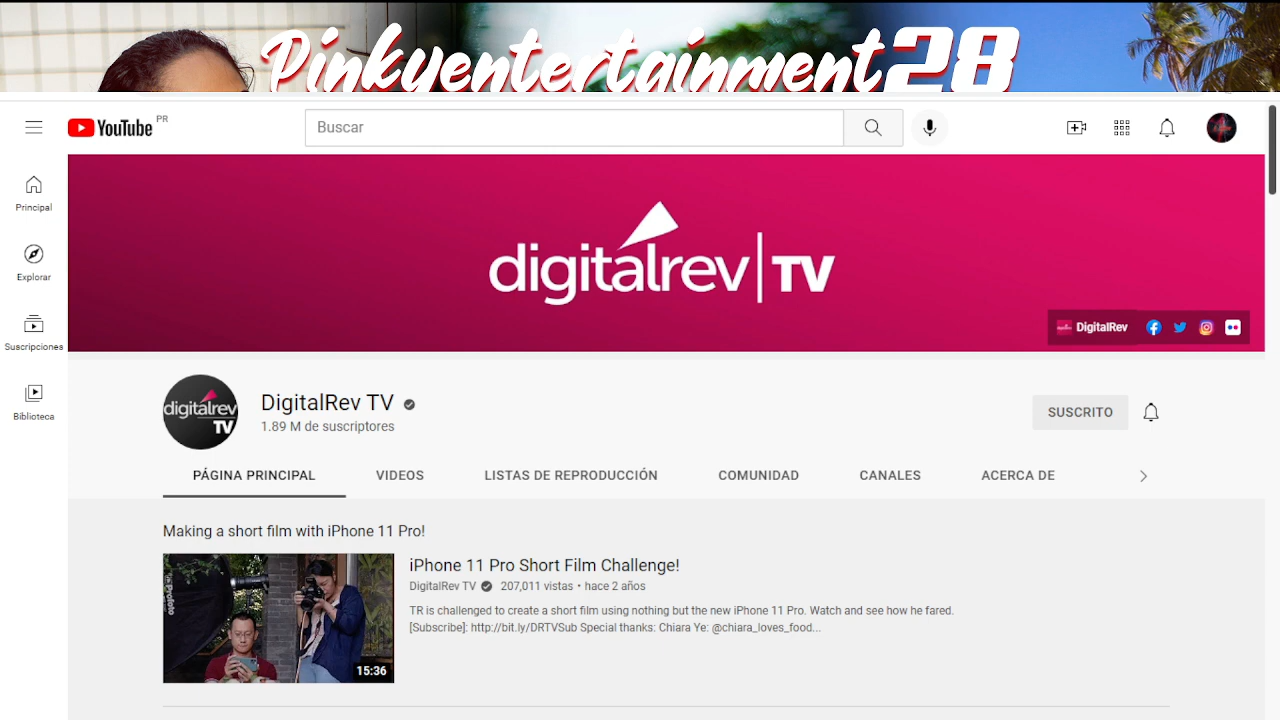 Pinkyentertainment28
YouTube PR
Buscar
Principal
Explorar
Suscripciones
Biblioteca
digitalrev TV
DigitalRev
digitalrev
TV
DigitalRev TV
1.89 M de suscriptores
SUSCRITO
PÁGINA PRINCIPAL VIDEOS LISTAS DE REPRODUCCIÓN COMUNIDAD CANALES ACERCA DE
Making a short film with iPhone 11 Pro!
Profoto
15:36
iPhone 11 Pro Short Film Challenge!
DigitalRev TV 207,011 vistas • hace 2 años
TR is challenged to create a short film using nothing but the new iPhone 11 Pro. Watch and see how he fared.
[Subscribe]: http://bit.ly/DRTVSub Special thanks: Chiara Ye: @chiara_loves_food...